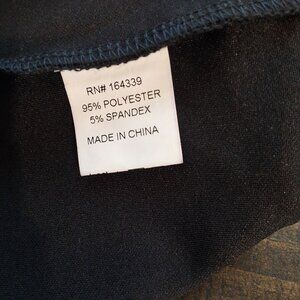 RN# 164339
95% POLYESTER
5% SPANDEX
MADE IN CHINA